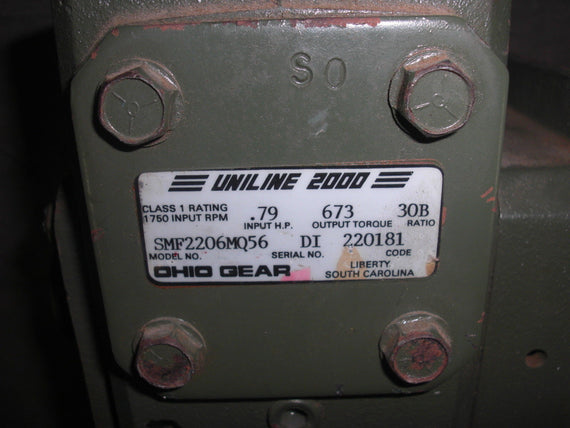 SO
UNILINE 2000
CLASS 1 RATING
1750 INPUT RPM .79 673 30B
INPUT H.P. OUTPUT TORQUE RATIO
SMF2206MQ56 DI 220181
MODEL NO. SERIAL NO. CODE
OHIO GEAR LIBERTY
SOUTH CAROLINA